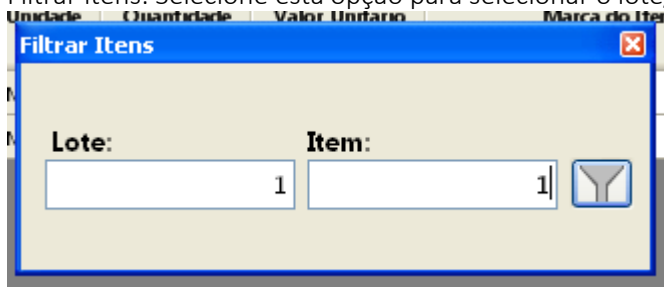 Filtrar Itens: Selecione esta opção para selecionar o lote,
Unidade Quantidade Valor Unitário Marca do Ite
Filtrar Itens
Lote: Item:
1 1